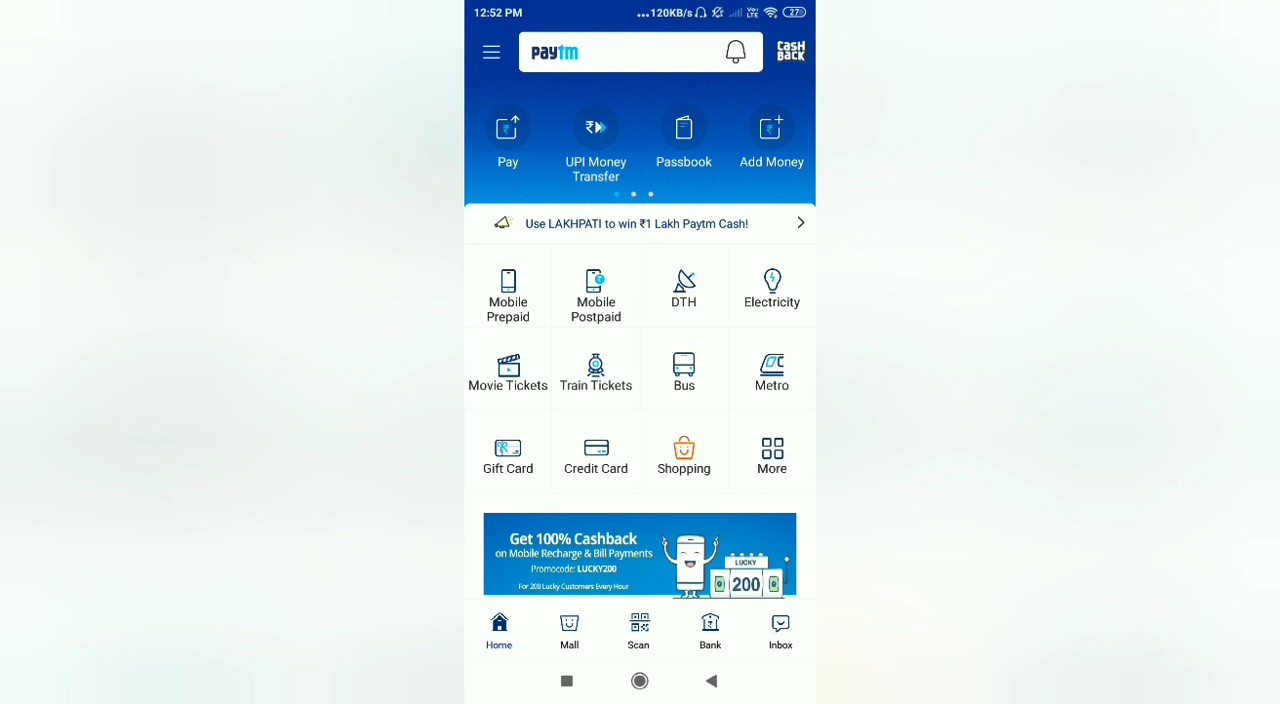 12:52 PM
...120KB/s Vo LTE 27
paytm
CASH
BACK
Pay
UPI Money
Transfer
Passbook
Add Money
Use LAKHPATI to win ₹1 Lakh Paytm Cash!
Mobile
Prepaid
Mobile
Postpaid
DTH
Electricity
Movie Tickets
Train Tickets
Bus
Metro
Gift Card
Credit Card
Shopping
More
Get 100% Cashback
on Mobile Recharge & Bill Payments
Promocode: LUCKY200
For 200 Lucky Customers Every Hour
LUCKY
200
Home
Mall
Scan
Bank
Inbox